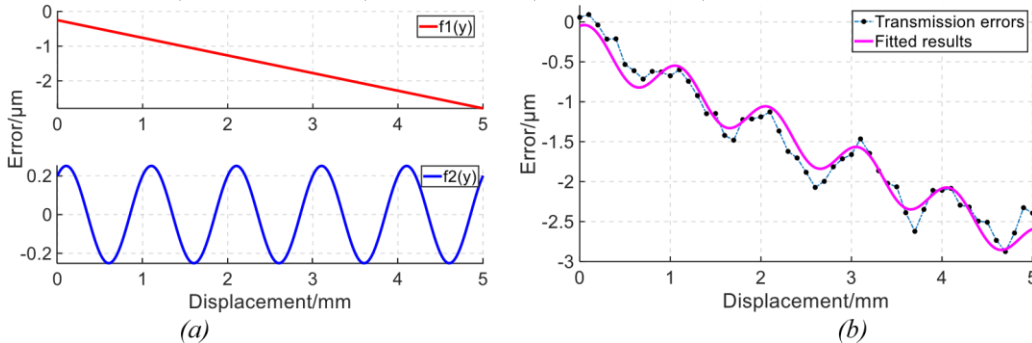 0
-1
-2
f1(y)
0 1 2 3 4 5
Error/μm
0.2
0
-0.2
f2(y)
0 1 2 3 4 5
Displacement/mm
(a)
0
-0.5
-1
-1.5
-2
-2.5
-3
Error/μm
Transmission errors
Fitted results
0 1 2 3 4 5
Displacement/mm
(b)